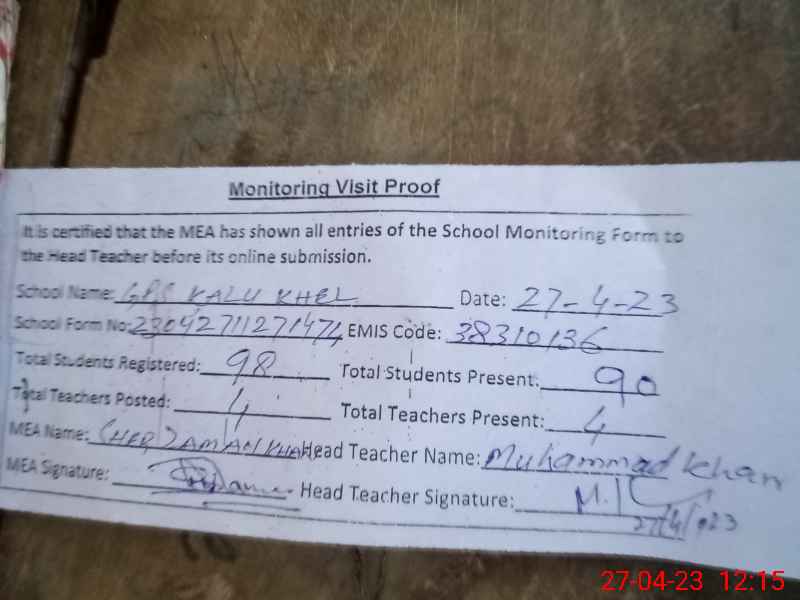 Monitoring Visit Proof
It is certified that the MEA has shown all entries of the School Monitoring Form to
the Head Teacher before its online submission.
School Name: GPS KALU KHEL Date: 27-4-23
School Form No: 23042711271474 EMIS Code: 38310136
Total Students Registered: 98 Total Students Present: 90
Total Teachers Posted: 4 Total Teachers Present: 4
MEA Name: SHER ZAMAN KHAN Head Teacher Name: Muhammad Khan
MEA Signature: Head Teacher Signature: M.K
27/4/023
27-04-23 12:15